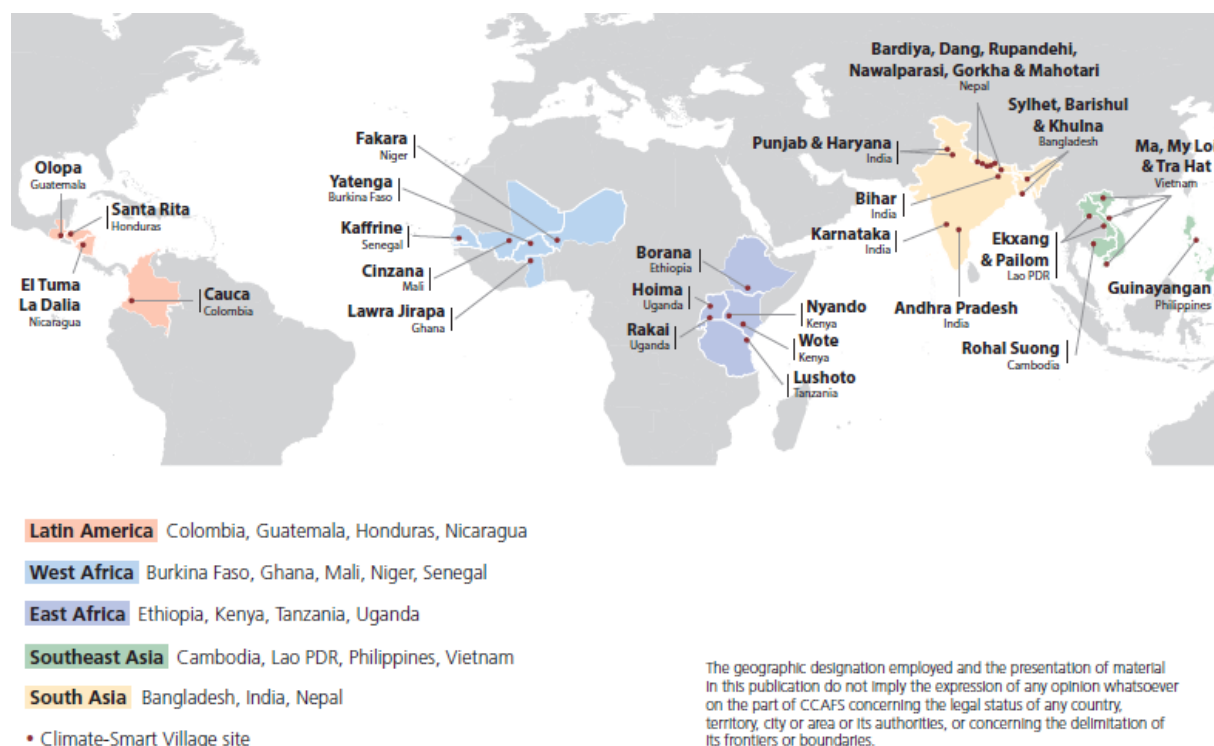 Bardiya, Dang, Rupandehi,
Nawalparasi, Gorkha & Mahotari
Nepal
Sylhet, Barishul
& Khulna
Bangladesh
Fakara
Niger
Punjab & Haryana
India
Ma, My Loi
& Tra Hat
Vietnam
Olopa
Guatemala
Yatenga
Burkina Faso
Santa Rita
Honduras
Bihar
India
Kaffrine
Senegal
Karnataka
India
Ekxang
& Pailom
Lao PDR
Borana
Ethiopia
Cinzana
Mali
El Tuma
La Dalia
Nicaragua
Cauca
Colombia
Hoima
Uganda
Guinayangan
Philippines
Lawra Jirapa
Ghana
Nyando
Kenya
Andhra Pradesh
India
Rakai
Uganda
Wote
Kenya
Rohal Suong
Cambodia
Lushoto
Tanzania
Latin America Colombia, Guatemala, Honduras, Nicaragua
West Africa Burkina Faso, Ghana, Mali, Niger, Senegal
East Africa Ethiopia, Kenya, Tanzania, Uganda
Southeast Asia Cambodia, Lao PDR, Philippines, Vietnam
South Asia Bangladesh, India, Nepal
• Climate-Smart Village site
The geographic designation employed and the presentation of material
in this publication do not imply the expression of any opinion whatsoever
on the part of CCAFS concerning the legal status of any country,
territory, city or area or its authorities, or concerning the delimitation of
its frontiers or boundaries.